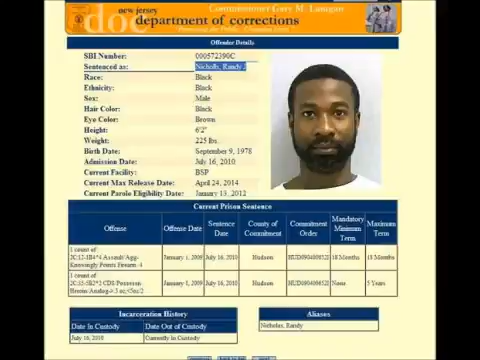 new jersey Commissioner Gary M. Lanigan
doc department of corrections
Offender Details
SBI Number: 000572390C
Sentenced as: Nicholls, Randy J
Race: Black
Ethnicity: Black
Sex: Male
Hair Color: Black
Eye Color: Brown
Height: 6'2"
Weight: 225 lbs.
Birth Date: September 9, 1978
Admission Date: July 16, 2010
Current Facility: BSP
Current Max Release Date: April 24, 2014
Current Parole Eligibility Date: January 13, 2012
Current Prison Sentence
Offense Offense Date Sentence Date County of Commitment Commitment Order Mandatory Minimum Term Maximum Term
1 count of
Assault/Agg-
Knowingly Points Firearm January 1, 2009 July 16, 2010 Hudson 18 Months 18 Months
1 count of
Heroin/Analog January 1, 2009 July 16, 2010 Hudson None 5 Years
Incarceration History
Date In Custody Date Out of Custody
July 16, 2010 Currently In Custody
Aliases
Nicholls, Randy